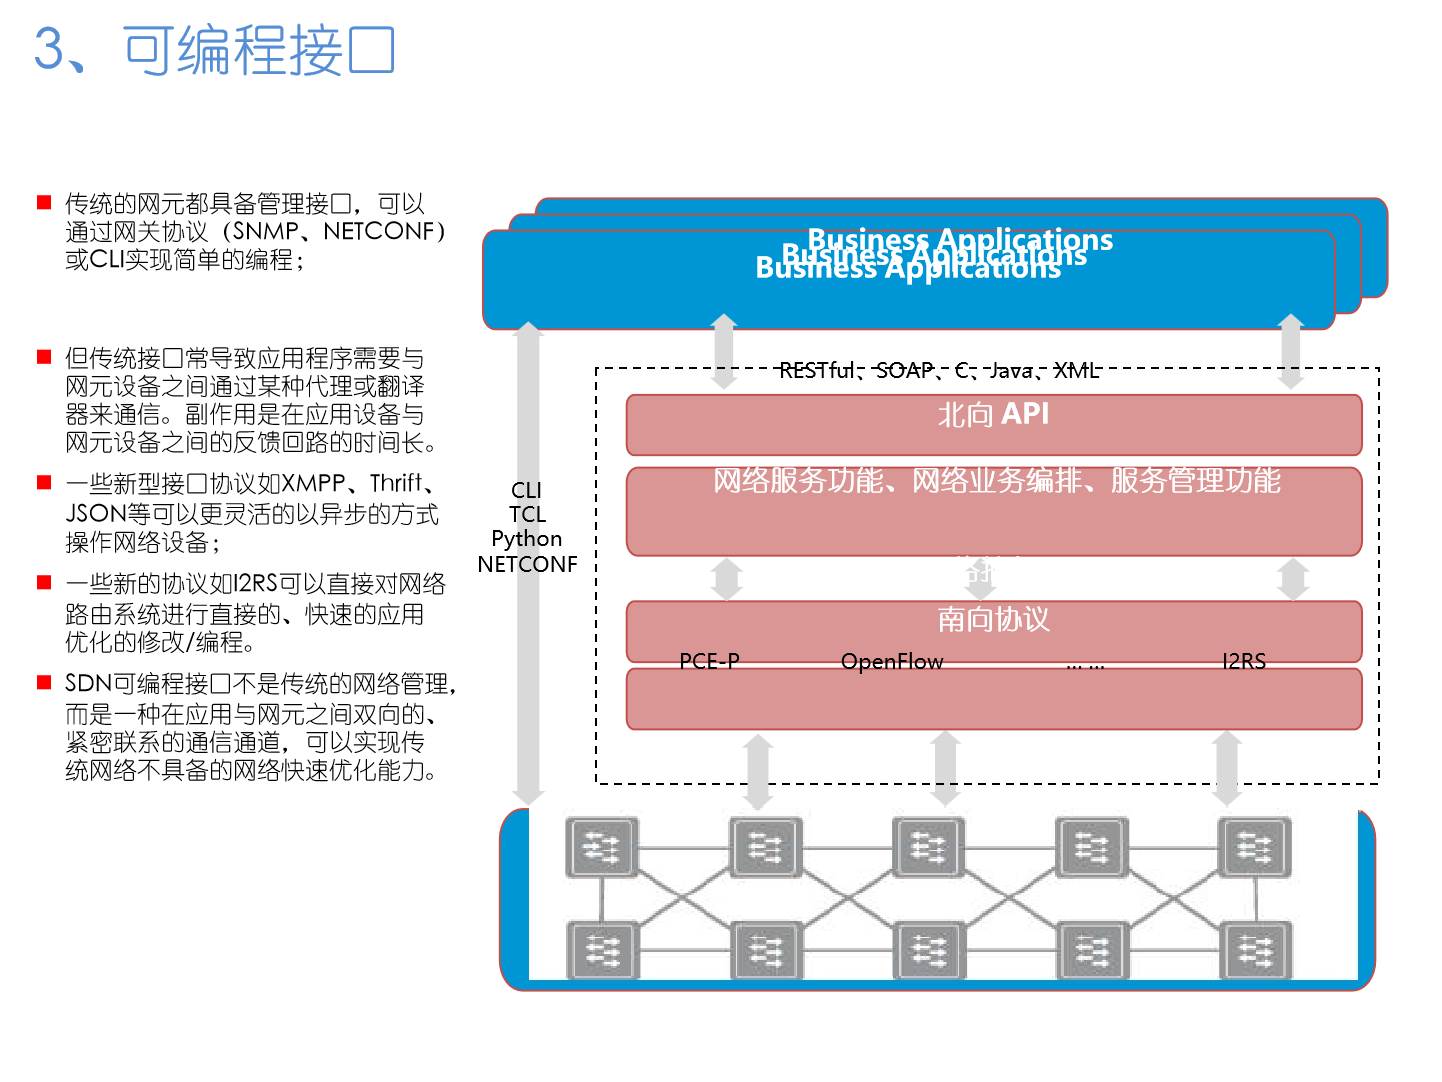 3、可编程接口
传统的网元都具备管理接口，可以
通过网关协议（SNMP、NETCONF）
或CLI实现简单的编程；
但传统接口常导致应用程序需要与
网元设备之间通过某种代理或翻译
器来通信。副作用是在应用设备与
网元设备之间的反馈回路的时间长。
一些新型接口协议如XMPP、Thrift、
JSON等可以更灵活的以异步的方式
操作网络设备；
一些新的协议如I2RS可以直接对网络
路由系统进行直接的、快速的应用
优化的修改/编程。
SDN可编程接口不是传统的网络管理，
而是一种在应用与网元之间双向的、
紧密联系的通信通道，可以实现传
统网络不具备的网络快速优化能力。
Business Applications
Business Applications
Business Applications
RESTful、SOAP、C、Java、XML
北向 API
网络服务功能、网络业务编排、服务管理功能
CLI
TCL
Python
NETCONF
南向协议
PCE-P
OpenFlow
... ...
I2RS